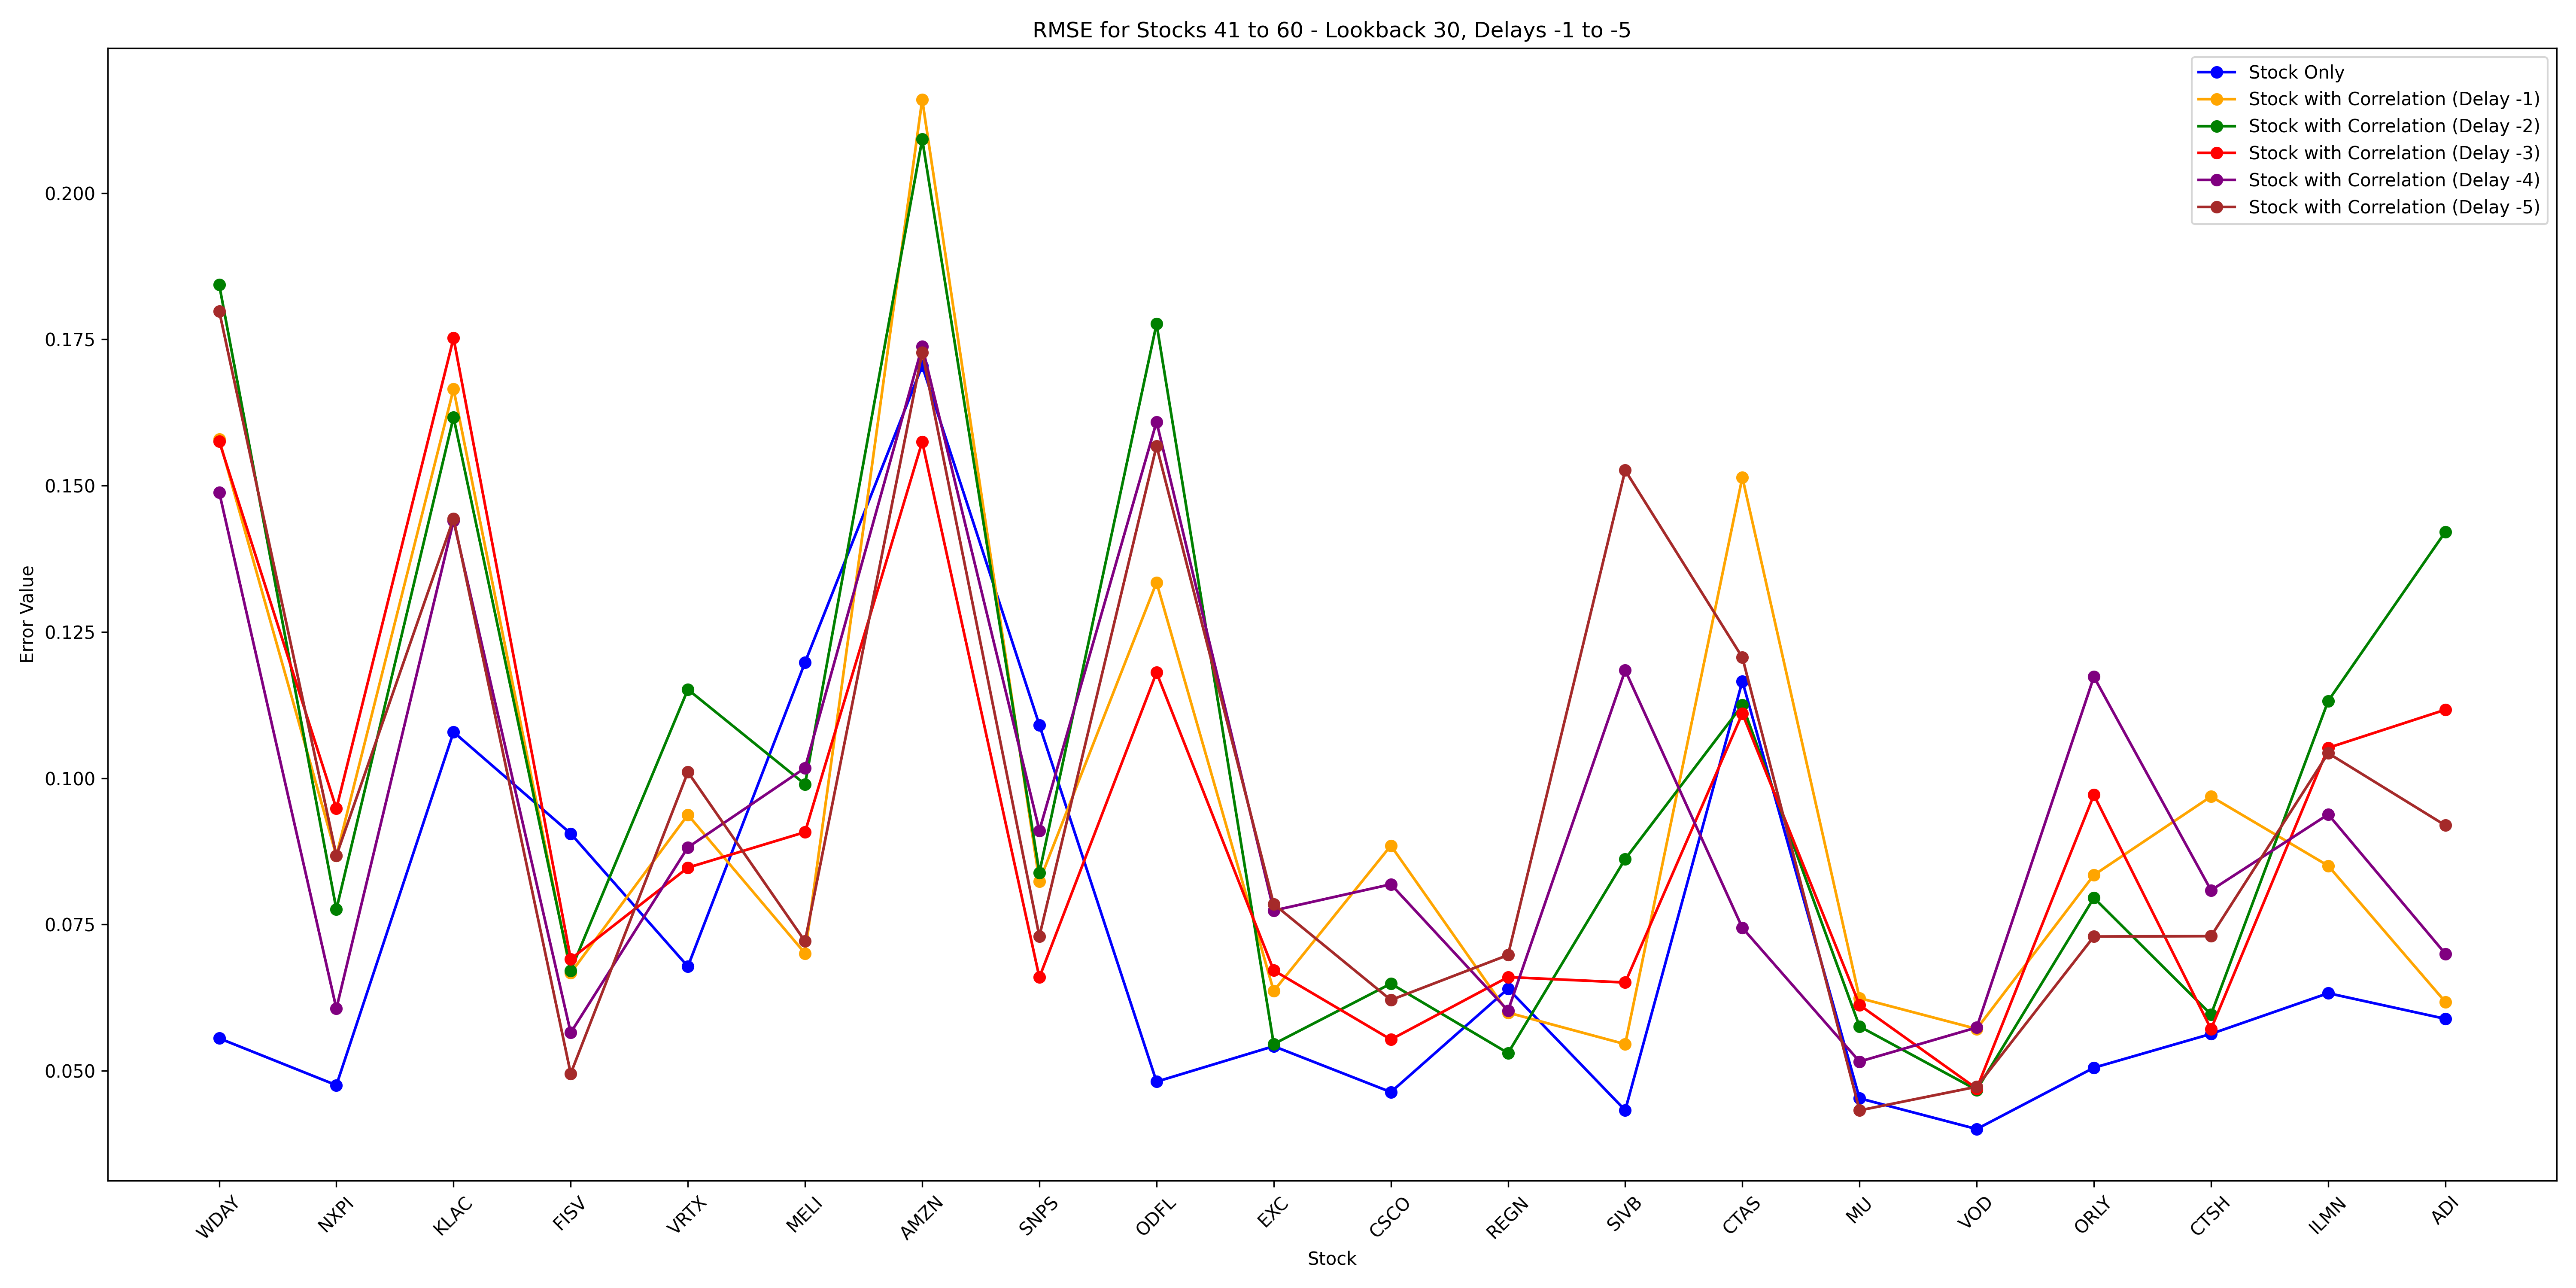 RMSE for Stocks 41 to 60 - Lookback 30, Delays -1 to -5
Stock Only
Stock with Correlation (Delay -1)
Stock with Correlation (Delay -2)
Stock with Correlation (Delay -3)
Stock with Correlation (Delay -4)
Stock with Correlation (Delay -5)
Error Value
0.200
0.175
0.150
0.125
0.100
0.075
0.050
WDAY
NXPI
KLAC
FISV
VRTX
MELI
AMZN
SNPS
ODFL
EXC
CSCO
REGN
SIVB
CTAS
MU
VOD
ORLY
CTSH
ILMN
ADI
Stock